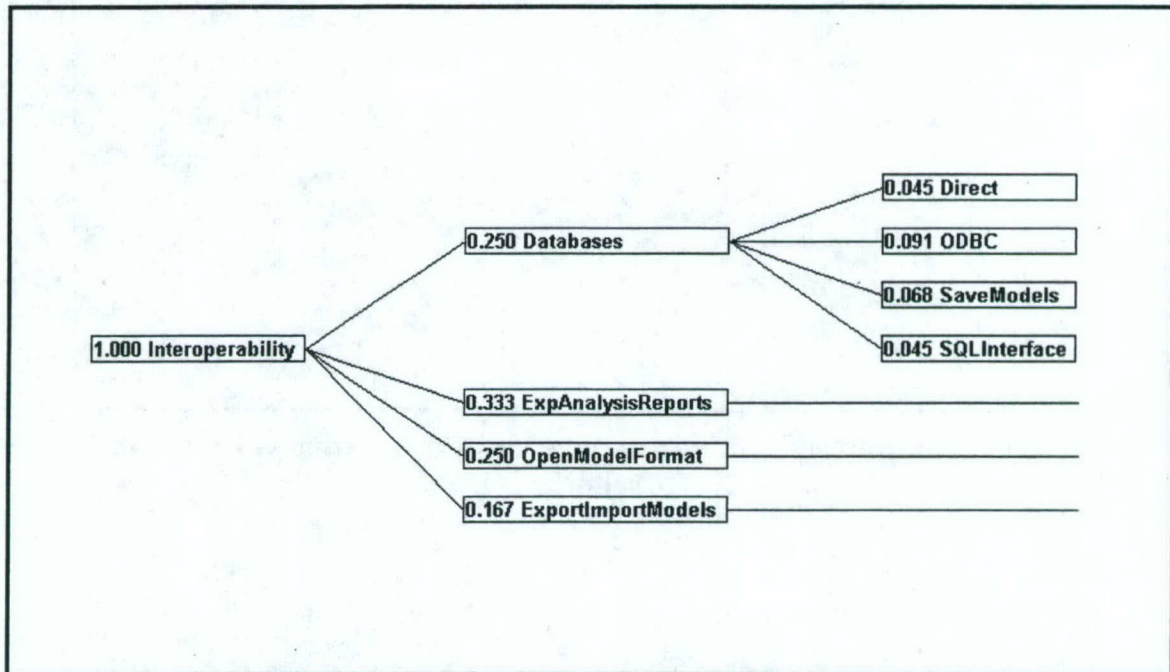 0.045 Direct
0.250 Databases
0.091 ODBC
0.068 SaveModels
1.000 Interoperability
0.045 SQLInterface
0.333 ExpAnalysisReports
0.250 OpenModelFormat
0.167 ExportImportModels